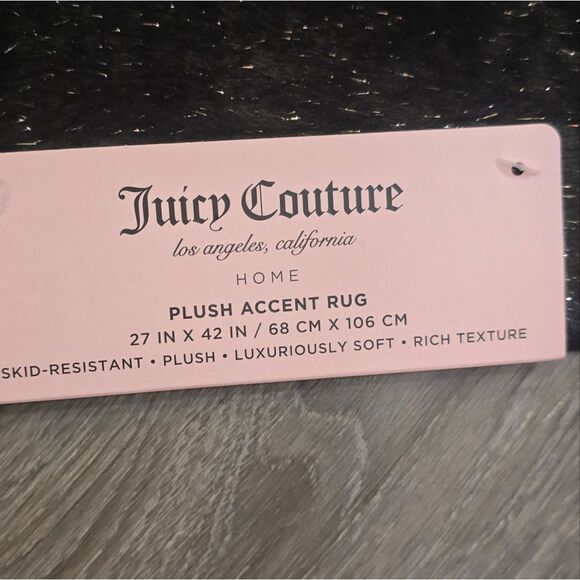 Juicy Couture
los angeles, california
HOME
PLUSH ACCENT RUG
27 IN X 42 IN / 68 CM X 106 CM
SKID-RESISTANT • PLUSH • LUXURIOUSLY SOFT • RICH TEXTURE